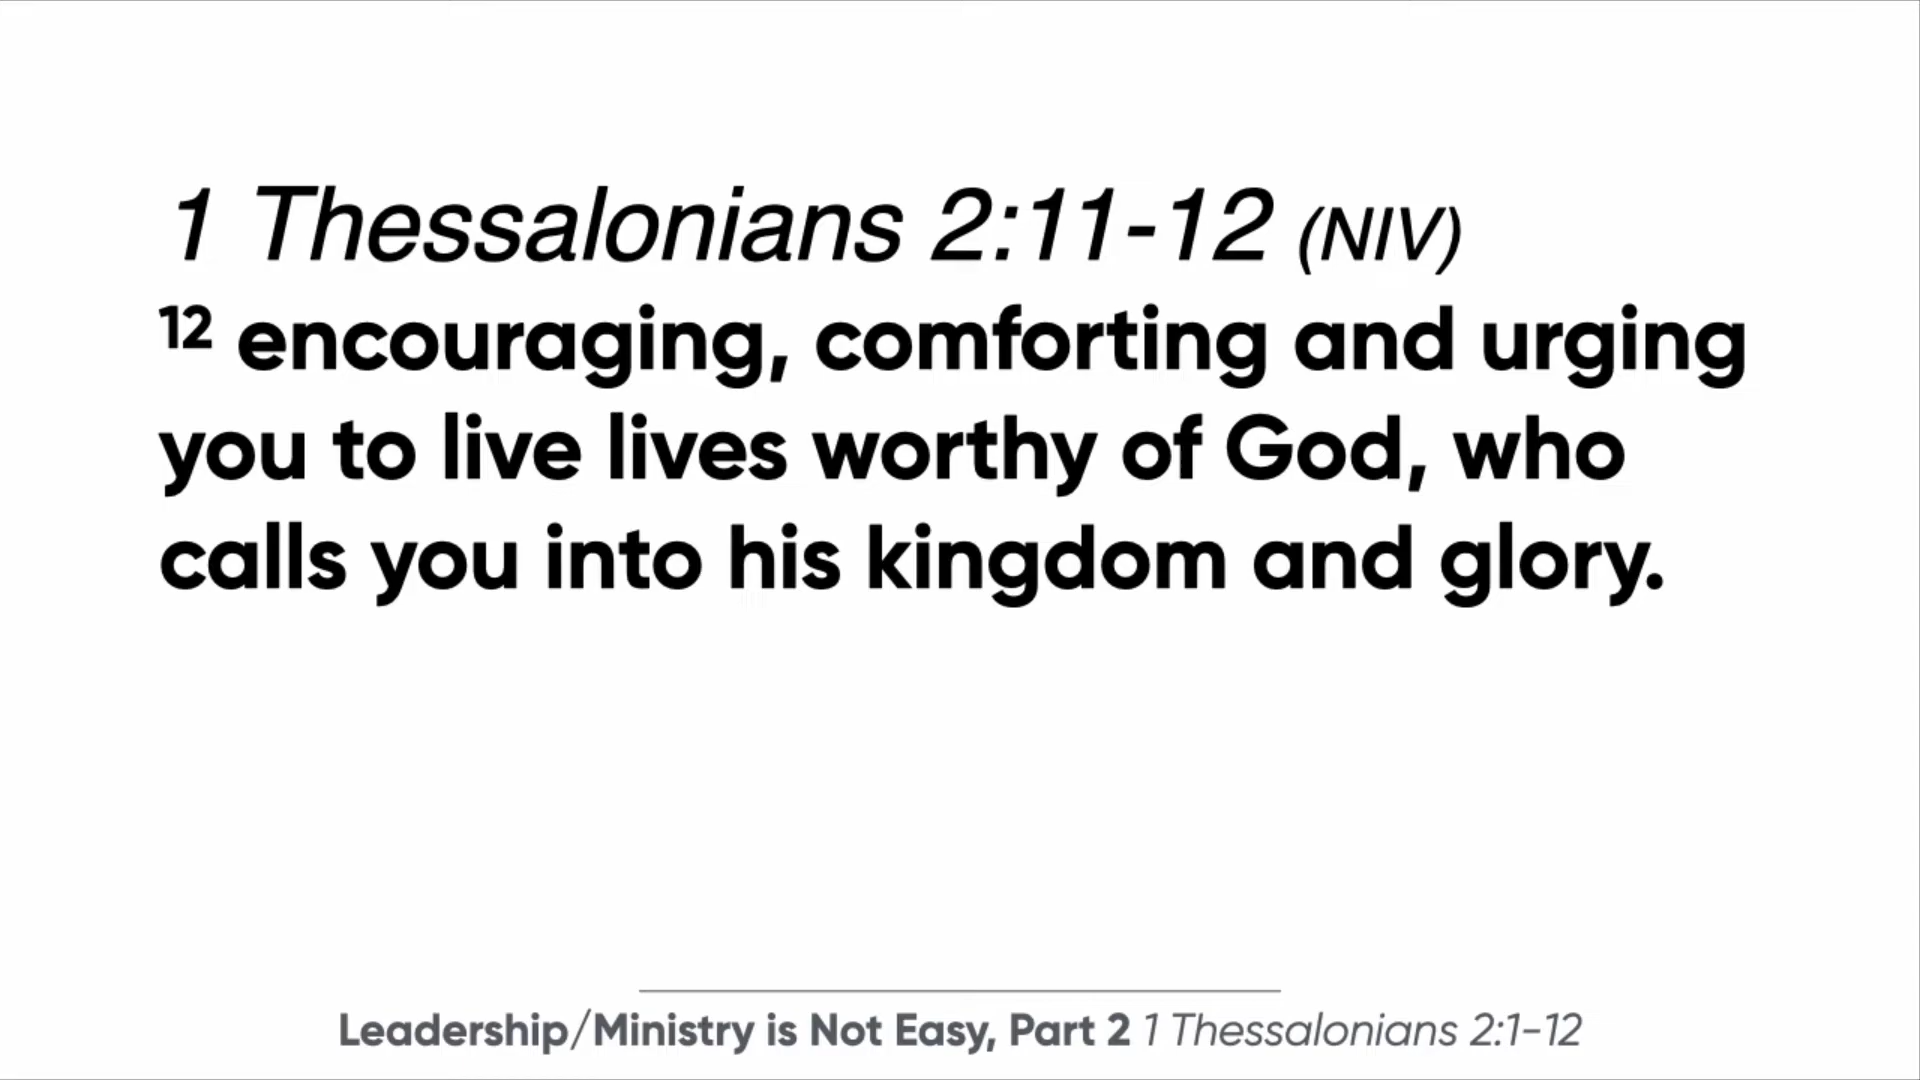 1 Thessalonians 2:11-12 (NIV)
12 encouraging, comforting and urging
you to live lives worthy of God, who
calls you into his kingdom and glory.
Leadership/Ministry is Not Easy, Part 2 1 Thessalonians 2:1-12